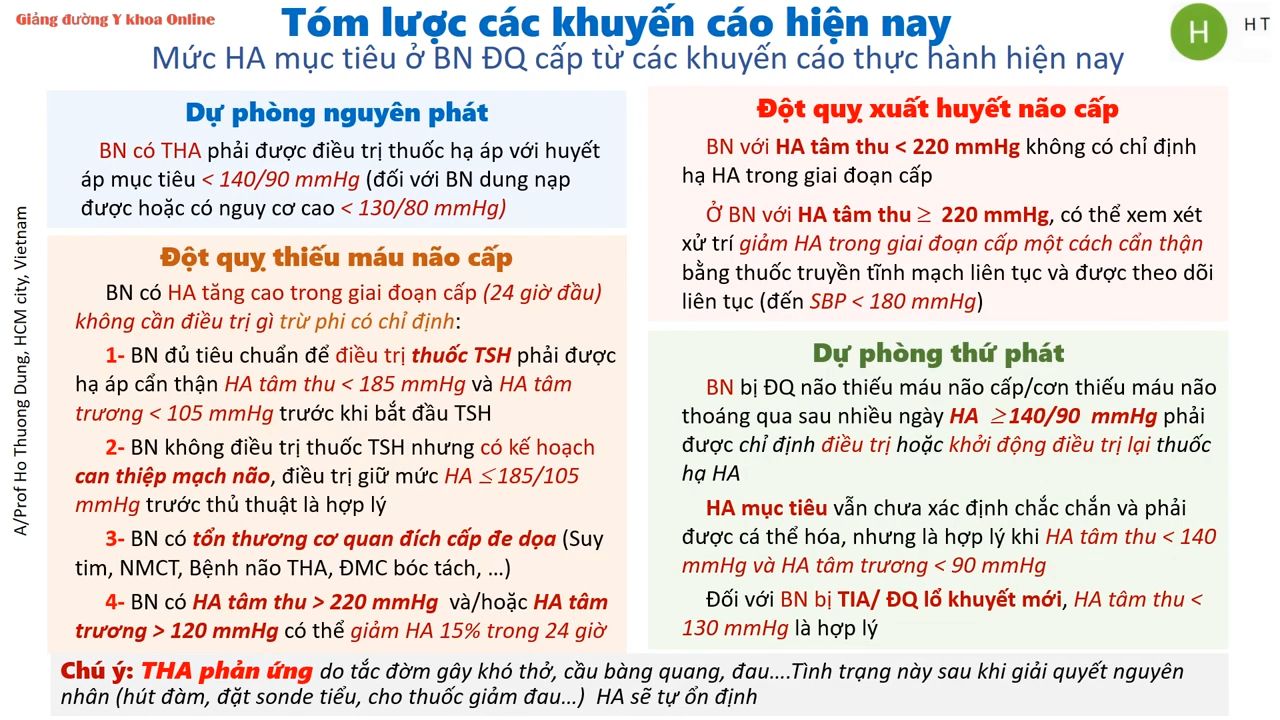 Giảng đường Y khoa Online
Tóm lược các khuyến cáo hiện nay
Mức HA mục tiêu ở BN ĐQ cấp từ các khuyến cáo thực hành hiện nay
H
H T
A/Prof Ho Thuong Dung, HCM city, Vietnam
Dự phòng nguyên phát
BN có THA phải được điều trị thuốc hạ áp với huyết
áp mục tiêu < 140/90 mmHg (đối với BN dung nạp
được hoặc có nguy cơ cao < 130/80 mmHg)
Đột quỵ thiếu máu não cấp
BN có HA tăng cao trong giai đoạn cấp (24 giờ đầu)
không cần điều trị gì trừ phi có chỉ định:
1- BN đủ tiêu chuẩn để điều trị thuốc TSH phải được
hạ áp cẩn thận HA tâm thu < 185 mmHg và HA tâm
trương < 105 mmHg trước khi bắt đầu TSH
2- BN không điều trị thuốc TSH nhưng có kế hoạch
can thiệp mạch não, điều trị giữ mức HA ≤ 185/105
mmHg trước thủ thuật là hợp lý
3- BN có tổn thương cơ quan đích cấp đe dọa (Suy
tim, NMCT, Bệnh não THA, ĐMC bóc tách, ...)
4- BN có HA tâm thu > 220 mmHg và/hoặc HA tâm
trương > 120 mmHg có thể giảm HA 15% trong 24 giờ
Đột quỵ xuất huyết não cấp
BN với HA tâm thu < 220 mmHg không có chỉ định
hạ HA trong giai đoạn cấp
Ở BN với HA tâm thu ≥ 220 mmHg, có thể xem xét
xử trí giảm HA trong giai đoạn cấp một cách cẩn thận
bằng thuốc truyền tĩnh mạch liên tục và được theo dõi
liên tục (đến SBP < 180 mmHg)
Dự phòng thứ phát
BN bị ĐQ não thiếu máu não cấp/cơn thiếu máu não
thoáng qua sau nhiều ngày HA ≥140/90 mmHg phải
được chỉ định điều trị hoặc khởi động điều trị lại thuốc
hạ HA
HA mục tiêu vẫn chưa xác định chắc chắn và phải
được cá thể hóa, nhưng là hợp lý khi HA tâm thu < 140
mmHg và HA tâm trương < 90 mmHg
Đối với BN bị TIA/ ĐQ lổ khuyết mới, HA tâm thu <
130 mmHg là hợp lý
Chú ý: THA phản ứng do tắc đờm gây khó thở, cầu bàng quang, đau....Tình trạng này sau khi giải quyết nguyên
nhân (hút đàm, đặt sonde tiểu, cho thuốc giảm đau...) HA sẽ tự ổn định